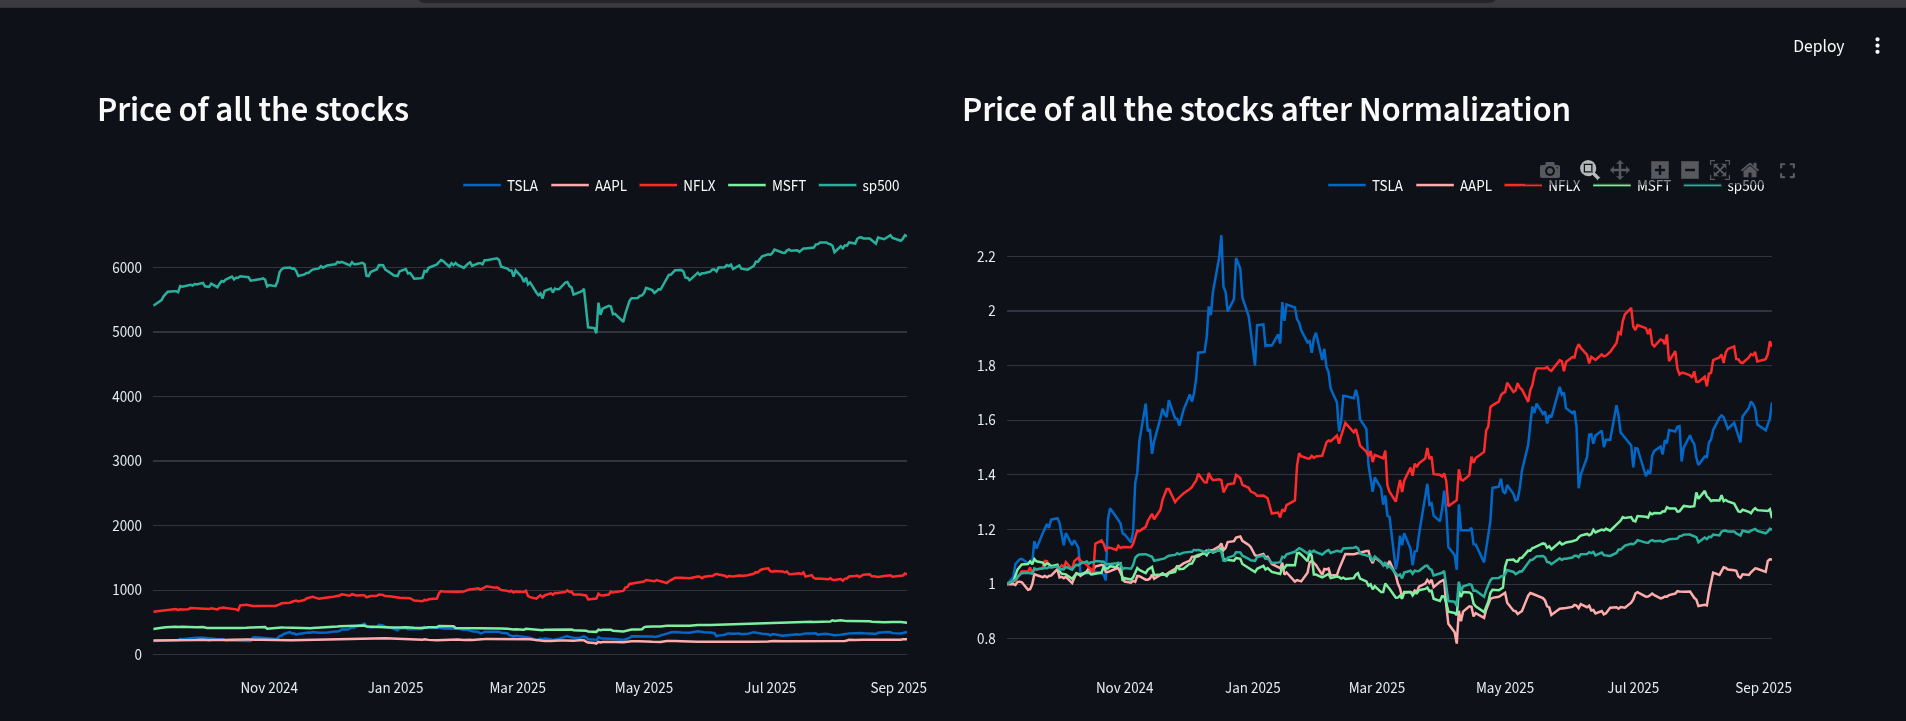 Deploy
Price of all the stocks
TSLA AAPL NFLX MSFT sp500
6000
5000
4000
3000
2000
1000
0
Nov 2024 Jan 2025 Mar 2025 May 2025 Jul 2025 Sep 2025
Price of all the stocks after Normalization
TSLA AAPL NFLX MSFT sp500
2.2
2
1.8
1.6
1.4
1.2
1
0.8
Nov 2024 Jan 2025 Mar 2025 May 2025 Jul 2025 Sep 2025